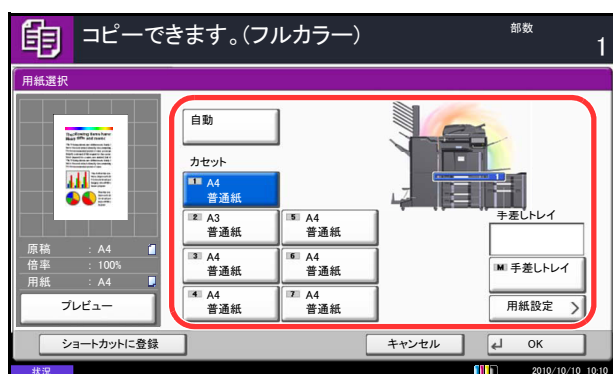 コピーできます。(フルカラー)
部数
1
用紙選択
自動
カセット
1 A4
普通紙
2 A3
普通紙
5 A4
普通紙
3 A4
普通紙
6 A4
普通紙
4 A4
普通紙
7 A4
普通紙
手差しトレイ
M 手差しトレイ
用紙設定
原稿 : A4
倍率 : 100%
用紙 : A4
プレビュー
ショートカットに登録
キャンセル
OK
状況
2010/10/10 10:10